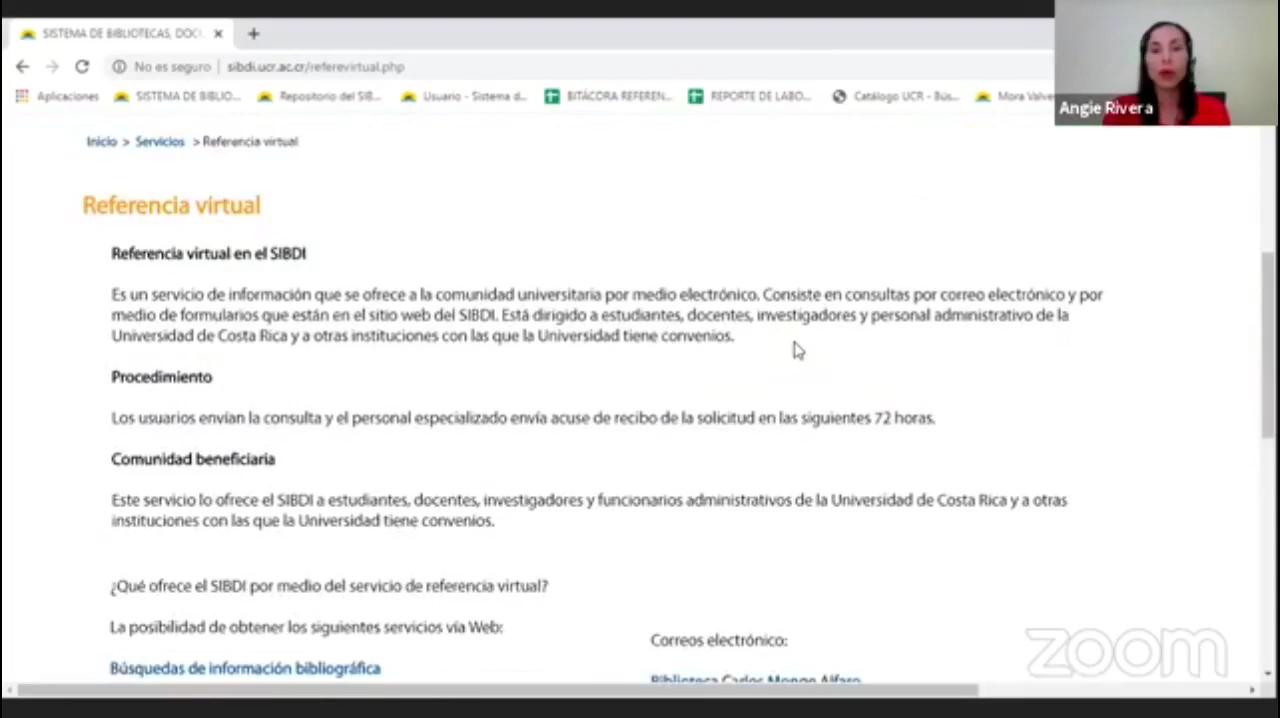 SISTEMA DE BIBLIOTECAS, DOC
No es seguro | sibdi.ucr.ac.cr/referevirtual.php
Aplicaciones SISTEMA DE BIBLIO... Repositorio del SIB... Usuario - Sistema d... BITÁCORA REFEREN... REPORTE DE LABO... Catálogo UCR - Bús... Mora Valve
Angie Rivera
Inicio > Servicios > Referencia virtual
Referencia virtual
Referencia virtual en el SIBDI
Es un servicio de información que se ofrece a la comunidad universitaria por medio electrónico. Consiste en consultas por correo electrónico y por
medio de formularios que están en el sitio web del SIBDI. Está dirigido a estudiantes, docentes, investigadores y personal administrativo de la
Universidad de Costa Rica y a otras instituciones con las que la Universidad tiene convenios.
Procedimiento
Los usuarios envían la consulta y el personal especializado envía acuse de recibo de la solicitud en las siguientes 72 horas.
Comunidad beneficiaria
Este servicio lo ofrece el SIBDI a estudiantes, docentes, investigadores y funcionarios administrativos de la Universidad de Costa Rica y a otras
instituciones con las que la Universidad tiene convenios.
¿Qué ofrece el SIBDI por medio del servicio de referencia virtual?
La posibilidad de obtener los siguientes servicios vía Web:
Correos electrónico:
Búsquedas de información bibliográfica
Biblioteca Carlos Monge Alfaro
zoom